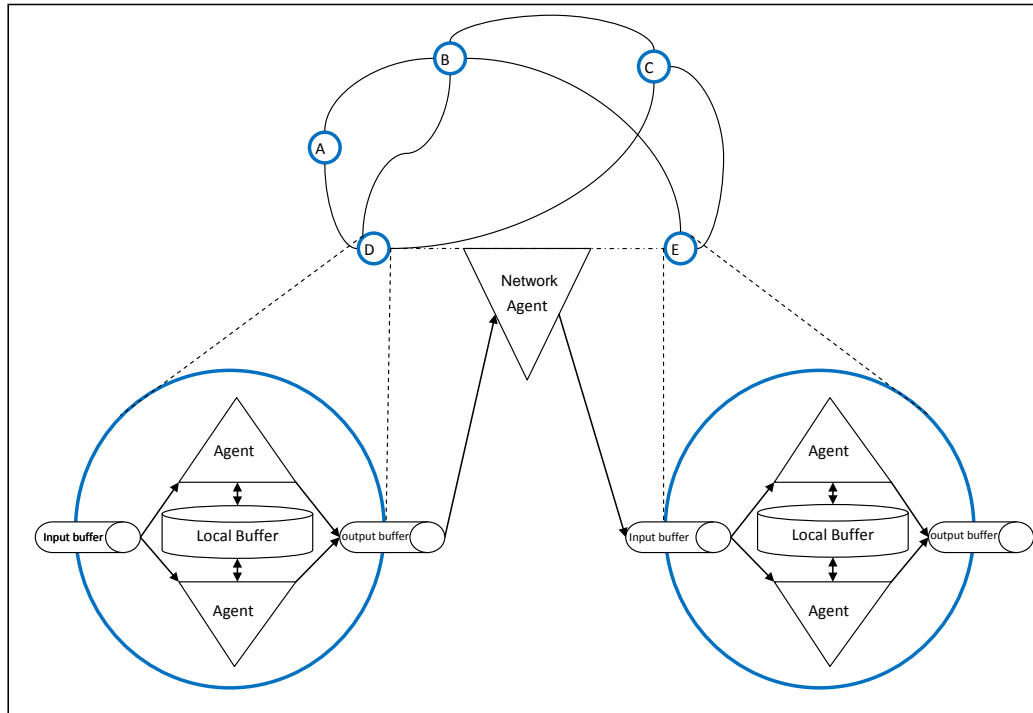 B
C
A
D
E
Network
Agent
Agent
Agent
Input buffer
Local Buffer
output buffer
Input buffer
Local Buffer
output buffer
Agent
Agent